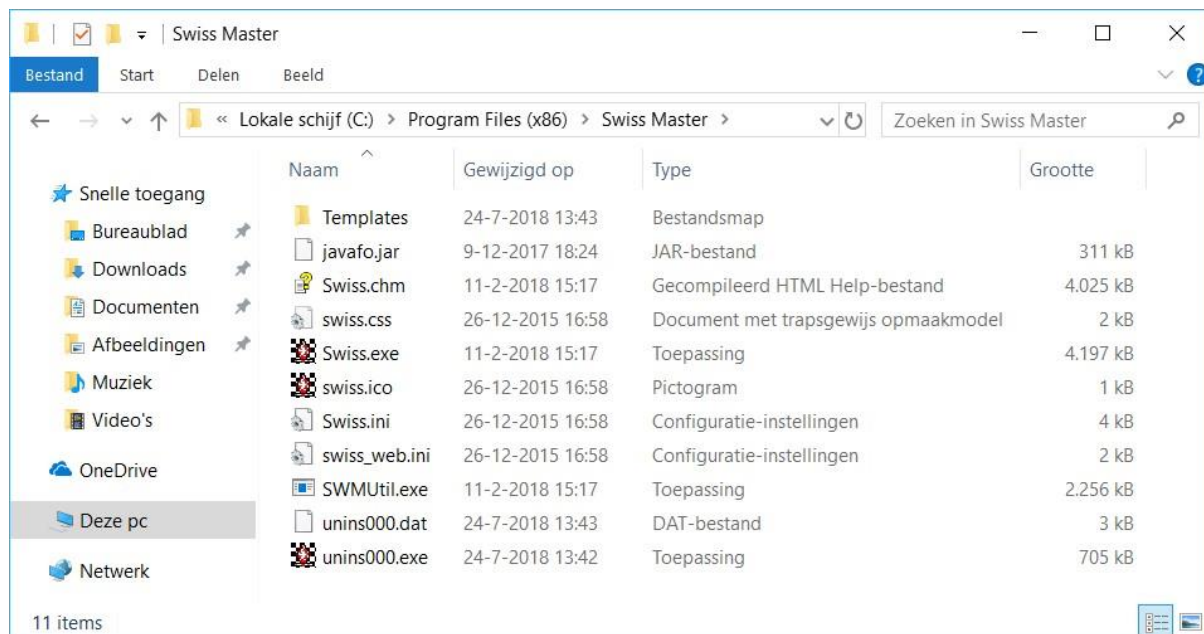 Swiss Master
Bestand Start Delen Beeld
« Lokale schijf (C:) > Program Files (x86) > Swiss Master > Zoeken in Swiss Master
Naam Gewijzigd op Type Grootte
Snelle toegang
Bureaublad
Downloads
Documenten
Afbeeldingen
Muziek
Video's
OneDrive
Deze pc
Netwerk
Templates 24-7-2018 13:43 Bestandsmap
javafo.jar 9-12-2017 18:24 JAR-bestand 311 kB
Swiss.chm 11-2-2018 15:17 Gecompileerd HTML Help-bestand 4.025 kB
swiss.css 26-12-2015 16:58 Document met trapsgewijs opmaakmodel 2 kB
Swiss.exe 11-2-2018 15:17 Toepassing 4.197 kB
swiss.ico 26-12-2015 16:58 Pictogram 1 kB
Swiss.ini 26-12-2015 16:58 Configuratie-instellingen 4 kB
swiss_web.ini 26-12-2015 16:58 Configuratie-instellingen 2 kB
SWMUtil.exe 11-2-2018 15:17 Toepassing 2.256 kB
unins000.dat 24-7-2018 13:43 DAT-bestand 3 kB
unins000.exe 24-7-2018 13:42 Toepassing 705 kB
11 items